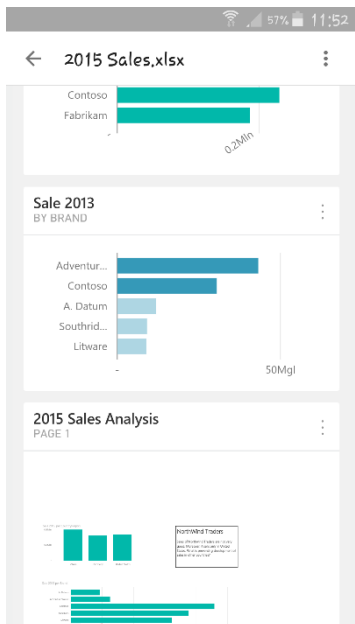 57% 11:52
2015 Sales.xlsx
Contoso
Fabrikam
-
0.2Mln
Sale 2013
BY BRAND
Adventur...
Contoso
A. Datum
Southrid...
Litware
-
50Mgl
2015 Sales Analysis
PAGE 1
NorthWind Traders